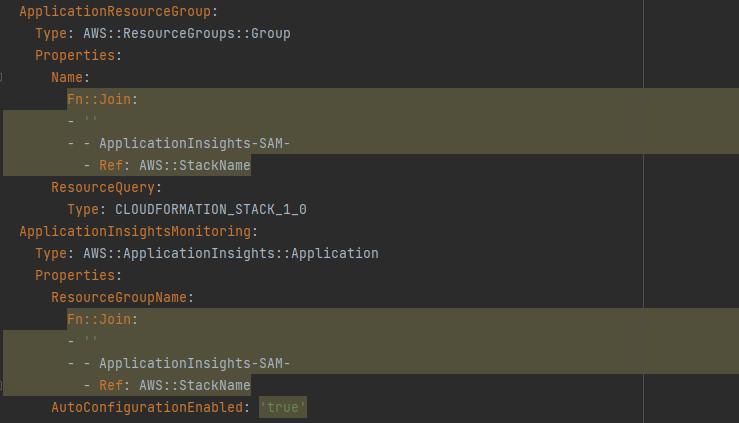 ApplicationResourceGroup:
  Type: AWS::ResourceGroups::Group
  Properties:
    Name:
      Fn::Join:
      - ''
      - - ApplicationInsights-SAM-
        - Ref: AWS::StackName
    ResourceQuery:
      Type: CLOUDFORMATION_STACK_1_0
ApplicationInsightsMonitoring:
  Type: AWS::ApplicationInsights::Application
  Properties:
    ResourceGroupName:
      Fn::Join:
      - ''
      - - ApplicationInsights-SAM-
        - Ref: AWS::StackName
    AutoConfigurationEnabled: 'true'